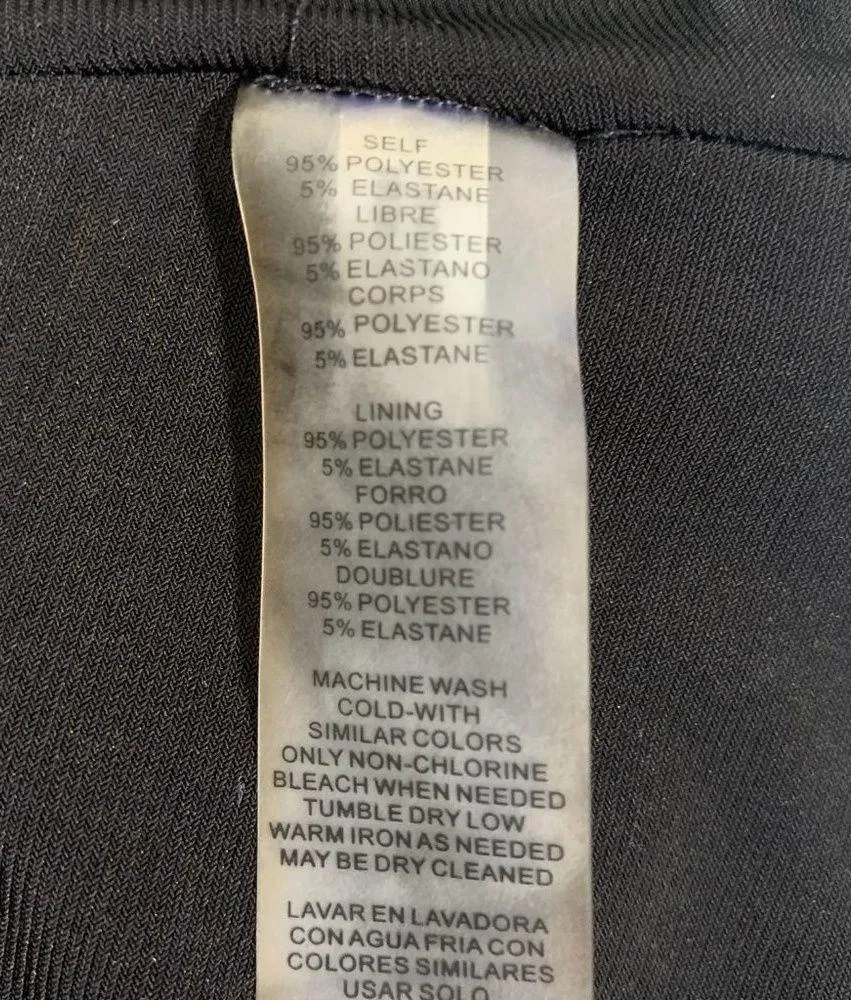 SELF
95% POLYESTER
5% ELASTANE
LIBRE
95% POLIESTER
5% ELASTANO
CORPS
95% POLYESTER
5% ELASTANE
LINING
95% POLYESTER
5% ELASTANE
FORRO
95% POLIESTER
5% ELASTANO
DOUBLURE
95% POLYESTER
5% ELASTANE
MACHINE WASH
COLD-WITH
SIMILAR COLORS
ONLY NON-CHLORINE
BLEACH WHEN NEEDED
TUMBLE DRY LOW
WARM IRON AS NEEDED
MAY BE DRY CLEANED
LAVAR EN LAVADORA
CON AGUA FRIA CON
COLORES SIMILARES
USAR SOLO